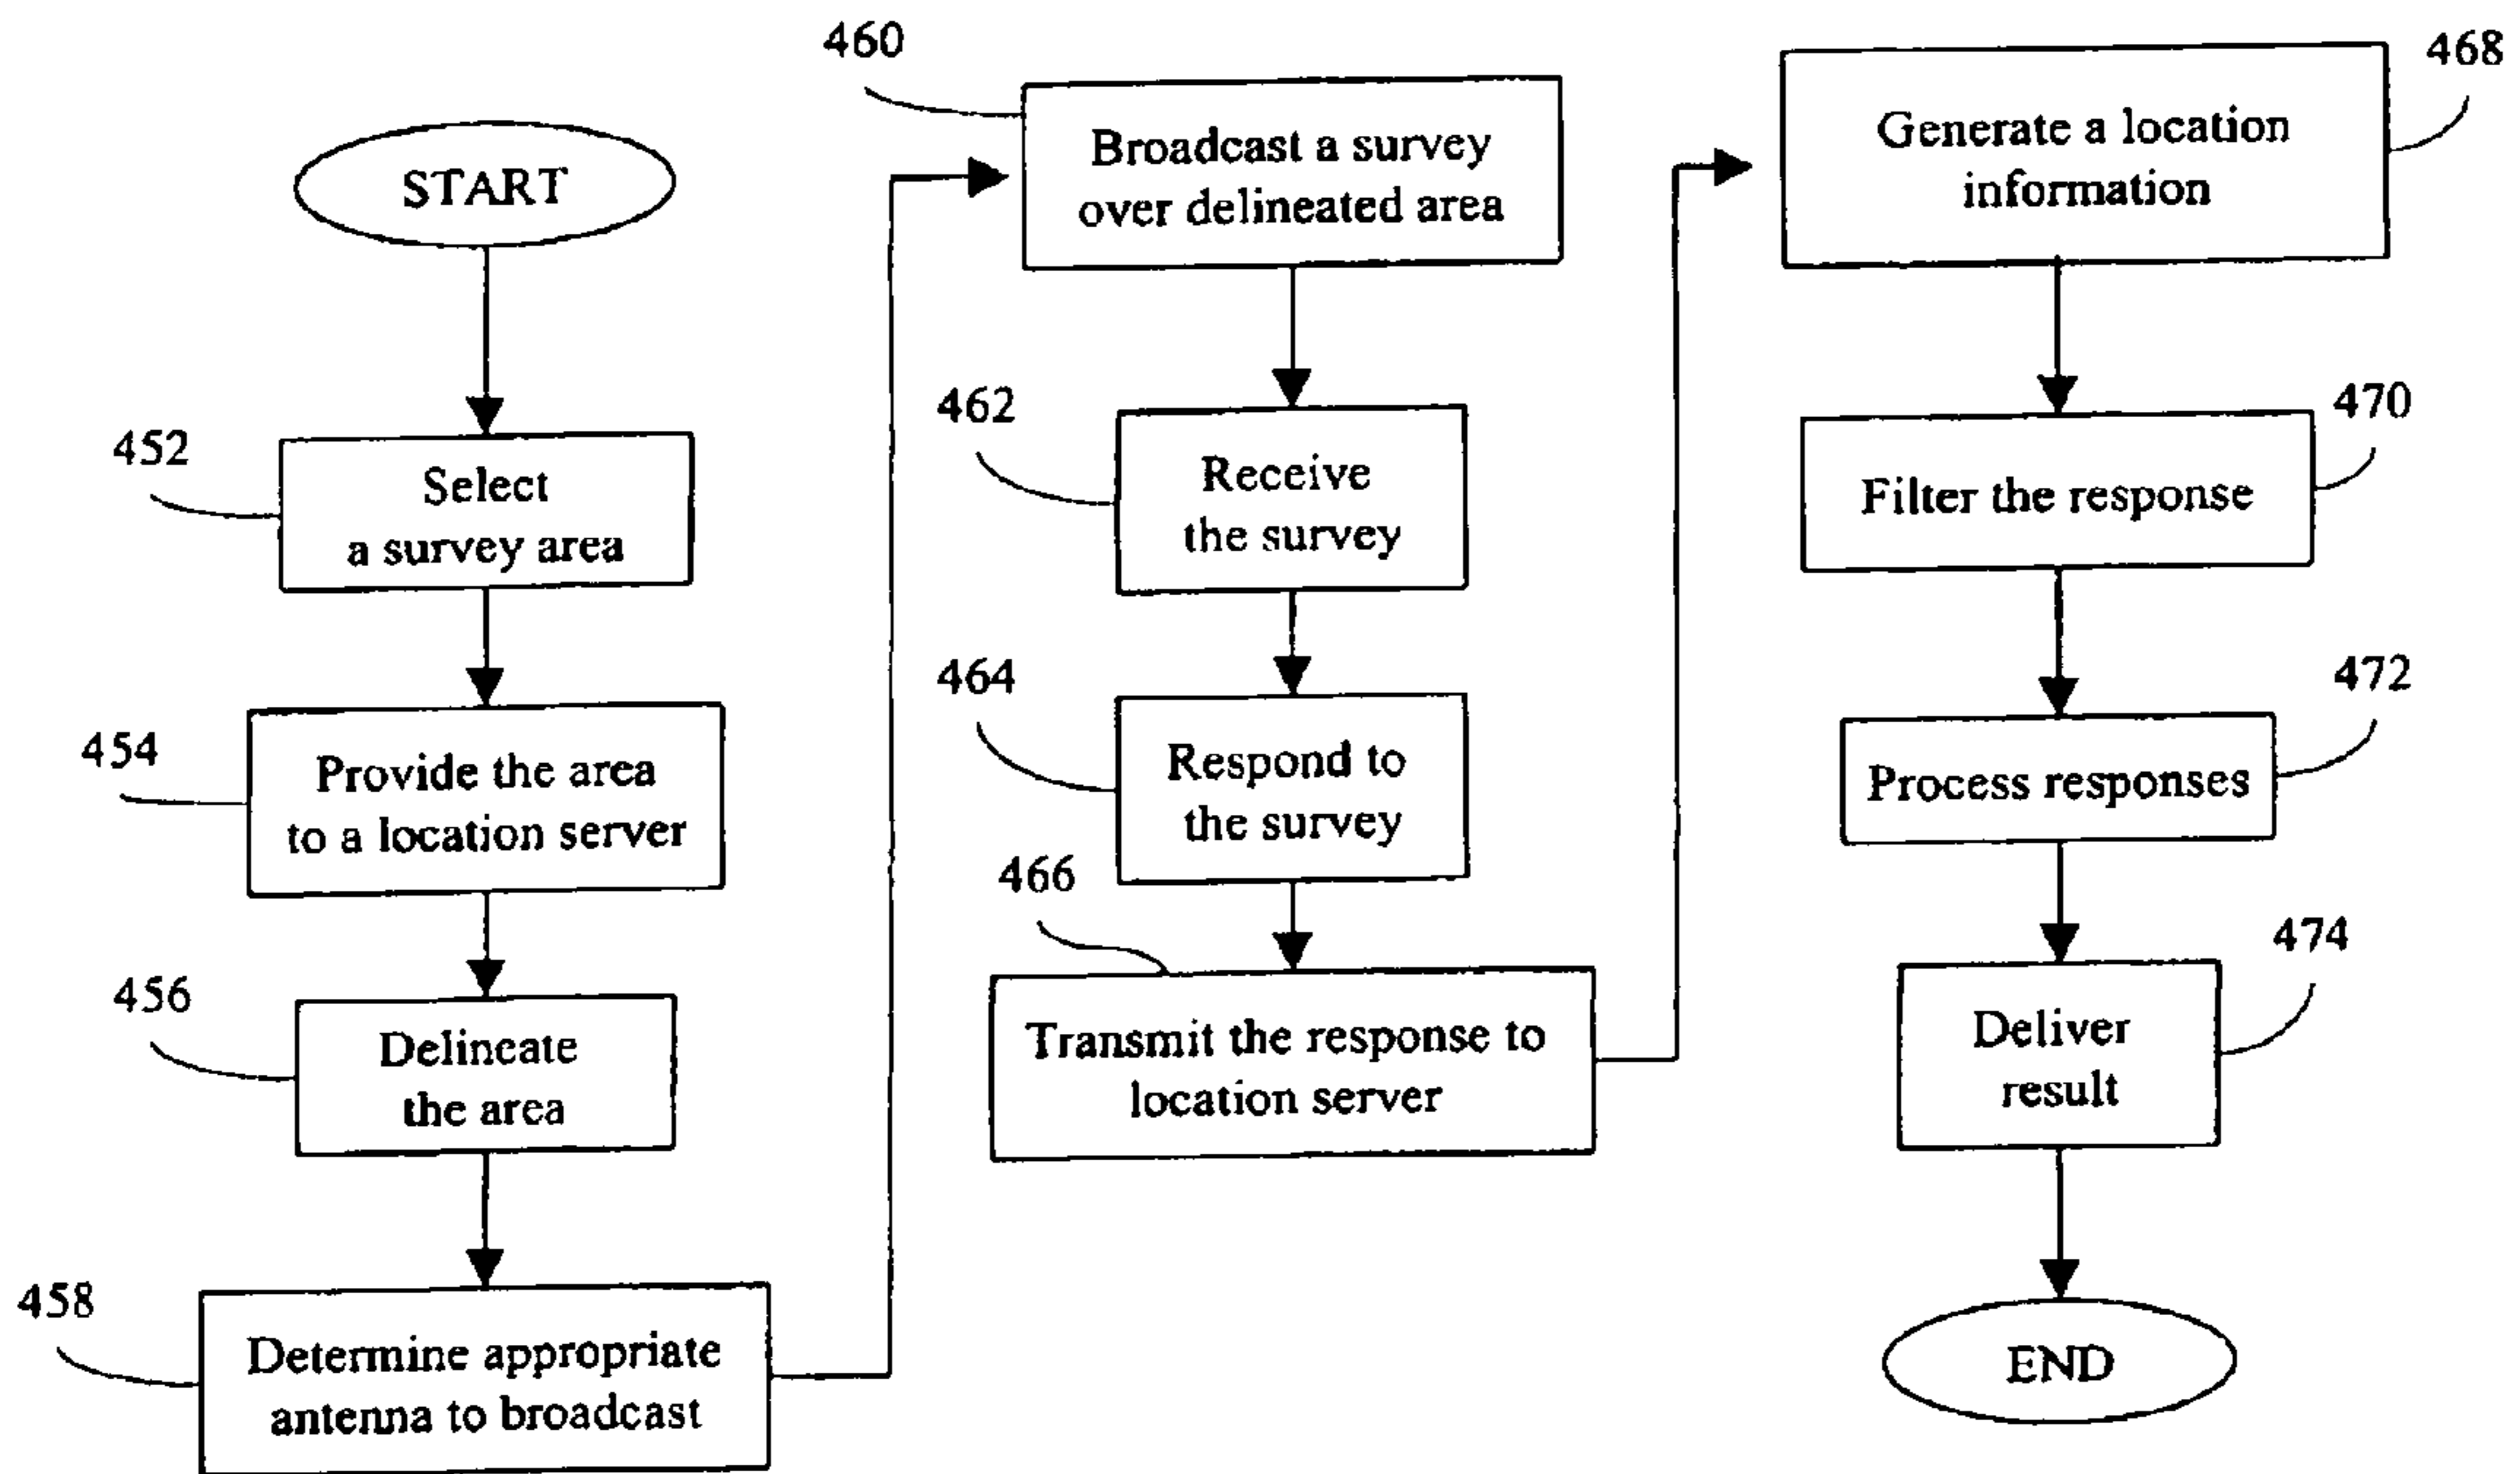 START
452
Select
a survey area
454
Provide the area
to a location server
456
Delineate
the area
458
Determine appropriate
antenna to broadcast
460
Broadcast a survey
over delineated area
462
Receive
the survey
464
Respond to
the survey
466
Transmit the response to
location server
468
Generate a location
information
470
Filter the response
472
Process responses
474
Deliver
result
END